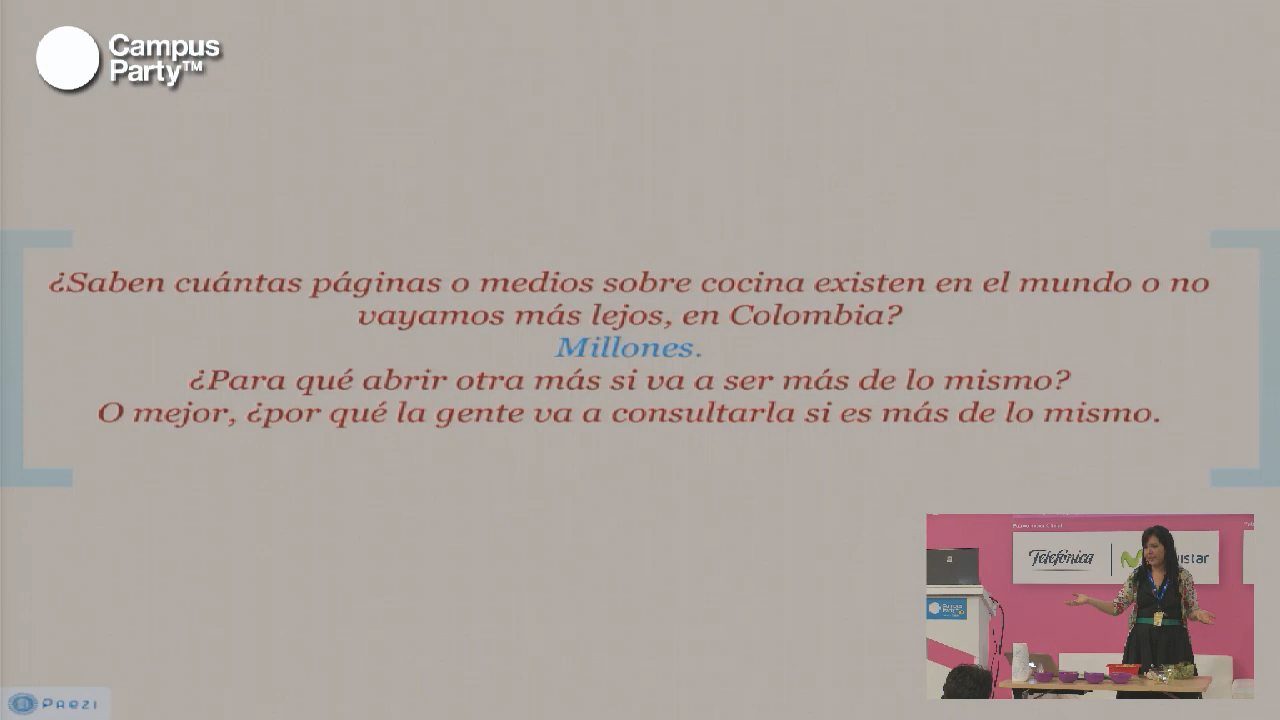 Campus
Party™
¿Saben cuántas páginas o medios sobre cocina existen en el mundo o no
vayamos más lejos, en Colombia?
Millones.
¿Para qué abrir otra más si va a ser más de lo mismo?
O mejor, ¿por qué la gente va a consultarla si es más de lo mismo.
Telefónica
Prezi